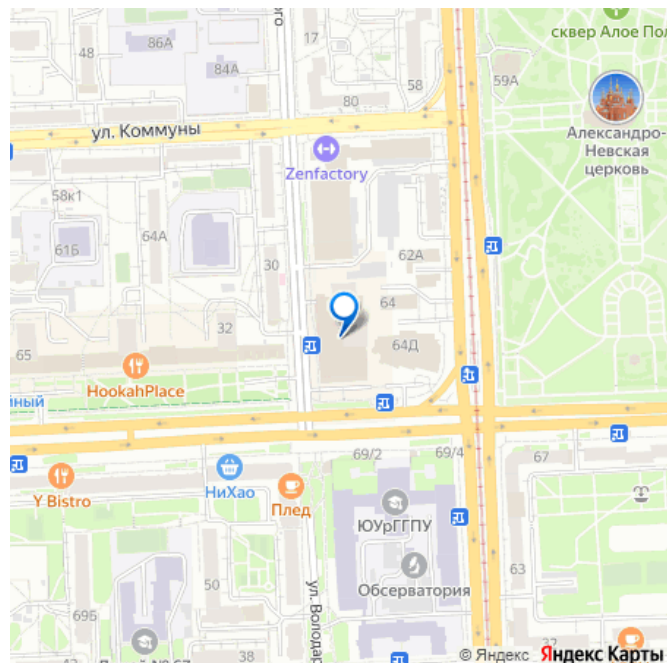 сквер Алое Пол
17
48
86А
84А
58
59А
80
ул. Коммуны
Александро-
Невская
церковь
Zenfactory
58к1
61Б
64А
62А
30
64
32
65
64Д
HookahPlace
69/2
69/4
67
НиХао
Y Bistro
Плед
ЮУрГГПУ
63
50
Обсерватория
69Б
ул. Володар
© Яндекс Яндекс Карты